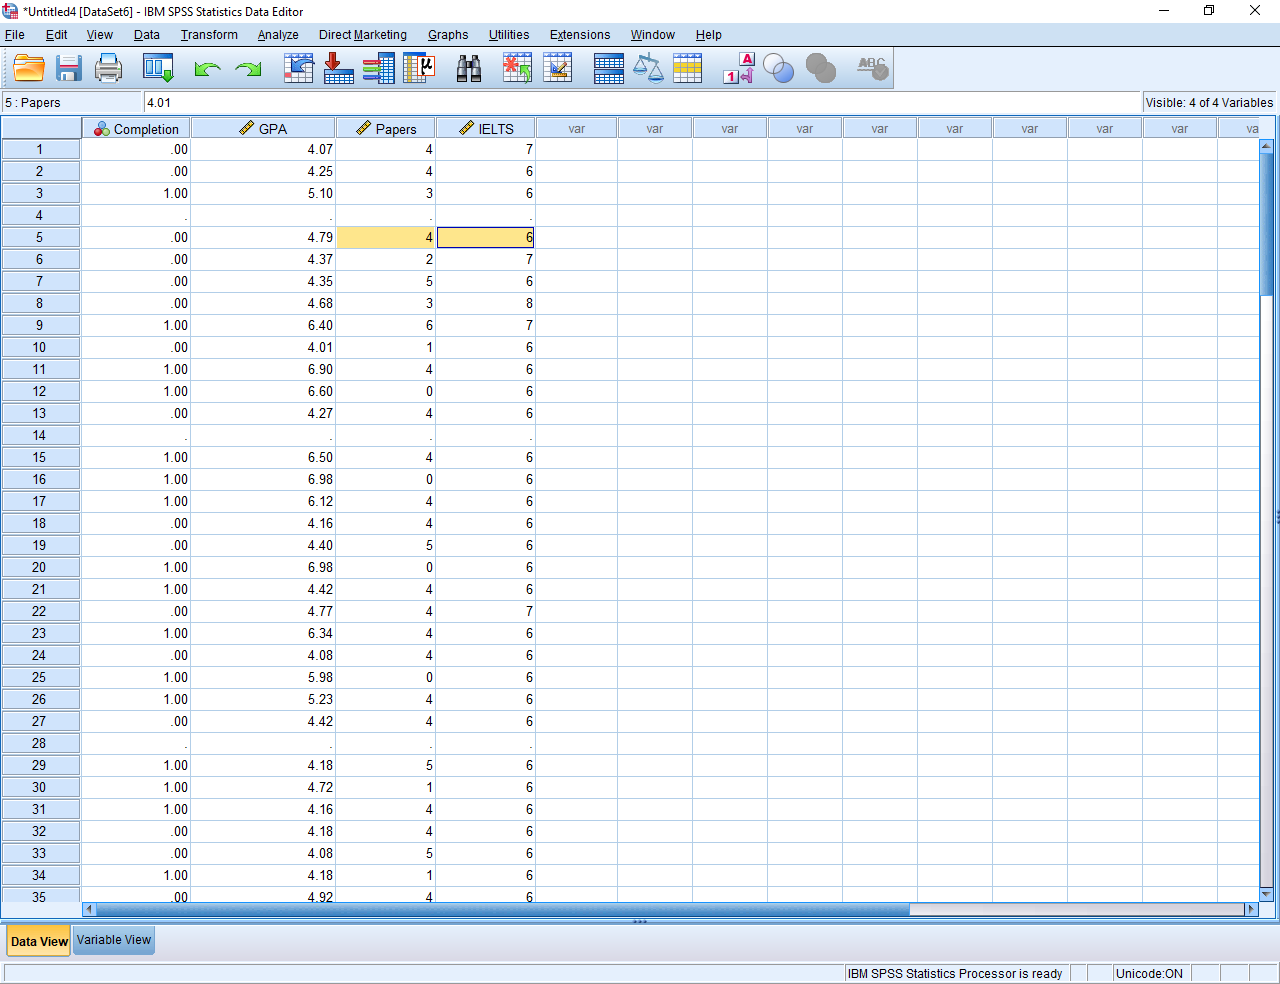 *Untitled4 [DataSet6] - IBM SPSS Statistics Data Editor
File Edit View Data Transform Analyze Direct Marketing Graphs Utilities Extensions Window Help
5 : Papers 4.01 Visible: 4 of 4 Variables
Completion GPA Papers IELTS var var var var var var var var var va
1 .00 4.07 4 7
2 .00 4.25 4 6
3 1.00 5.10 3 6
4 . . . .
5 .00 4.79 4 6
6 .00 4.37 2 7
7 .00 4.35 5 6
8 .00 4.68 3 8
9 1.00 6.40 6 7
10 .00 4.01 1 6
11 1.00 6.90 4 6
12 1.00 6.60 0 6
13 .00 4.27 4 6
14 . . . .
15 1.00 6.50 4 6
16 1.00 6.98 0 6
17 1.00 6.12 4 6
18 .00 4.16 4 6
19 .00 4.40 5 6
20 1.00 6.98 0 6
21 1.00 4.42 4 6
22 .00 4.77 4 7
23 1.00 6.34 4 6
24 .00 4.08 4 6
25 1.00 5.98 0 6
26 1.00 5.23 4 6
27 .00 4.42 4 6
28 . . . .
29 1.00 4.18 5 6
30 1.00 4.72 1 6
31 1.00 4.16 4 6
32 .00 4.18 4 6
33 .00 4.08 5 6
34 1.00 4.18 1 6
35 .00 4.92 4 6
Data View Variable View
IBM SPSS Statistics Processor is ready Unicode:ON